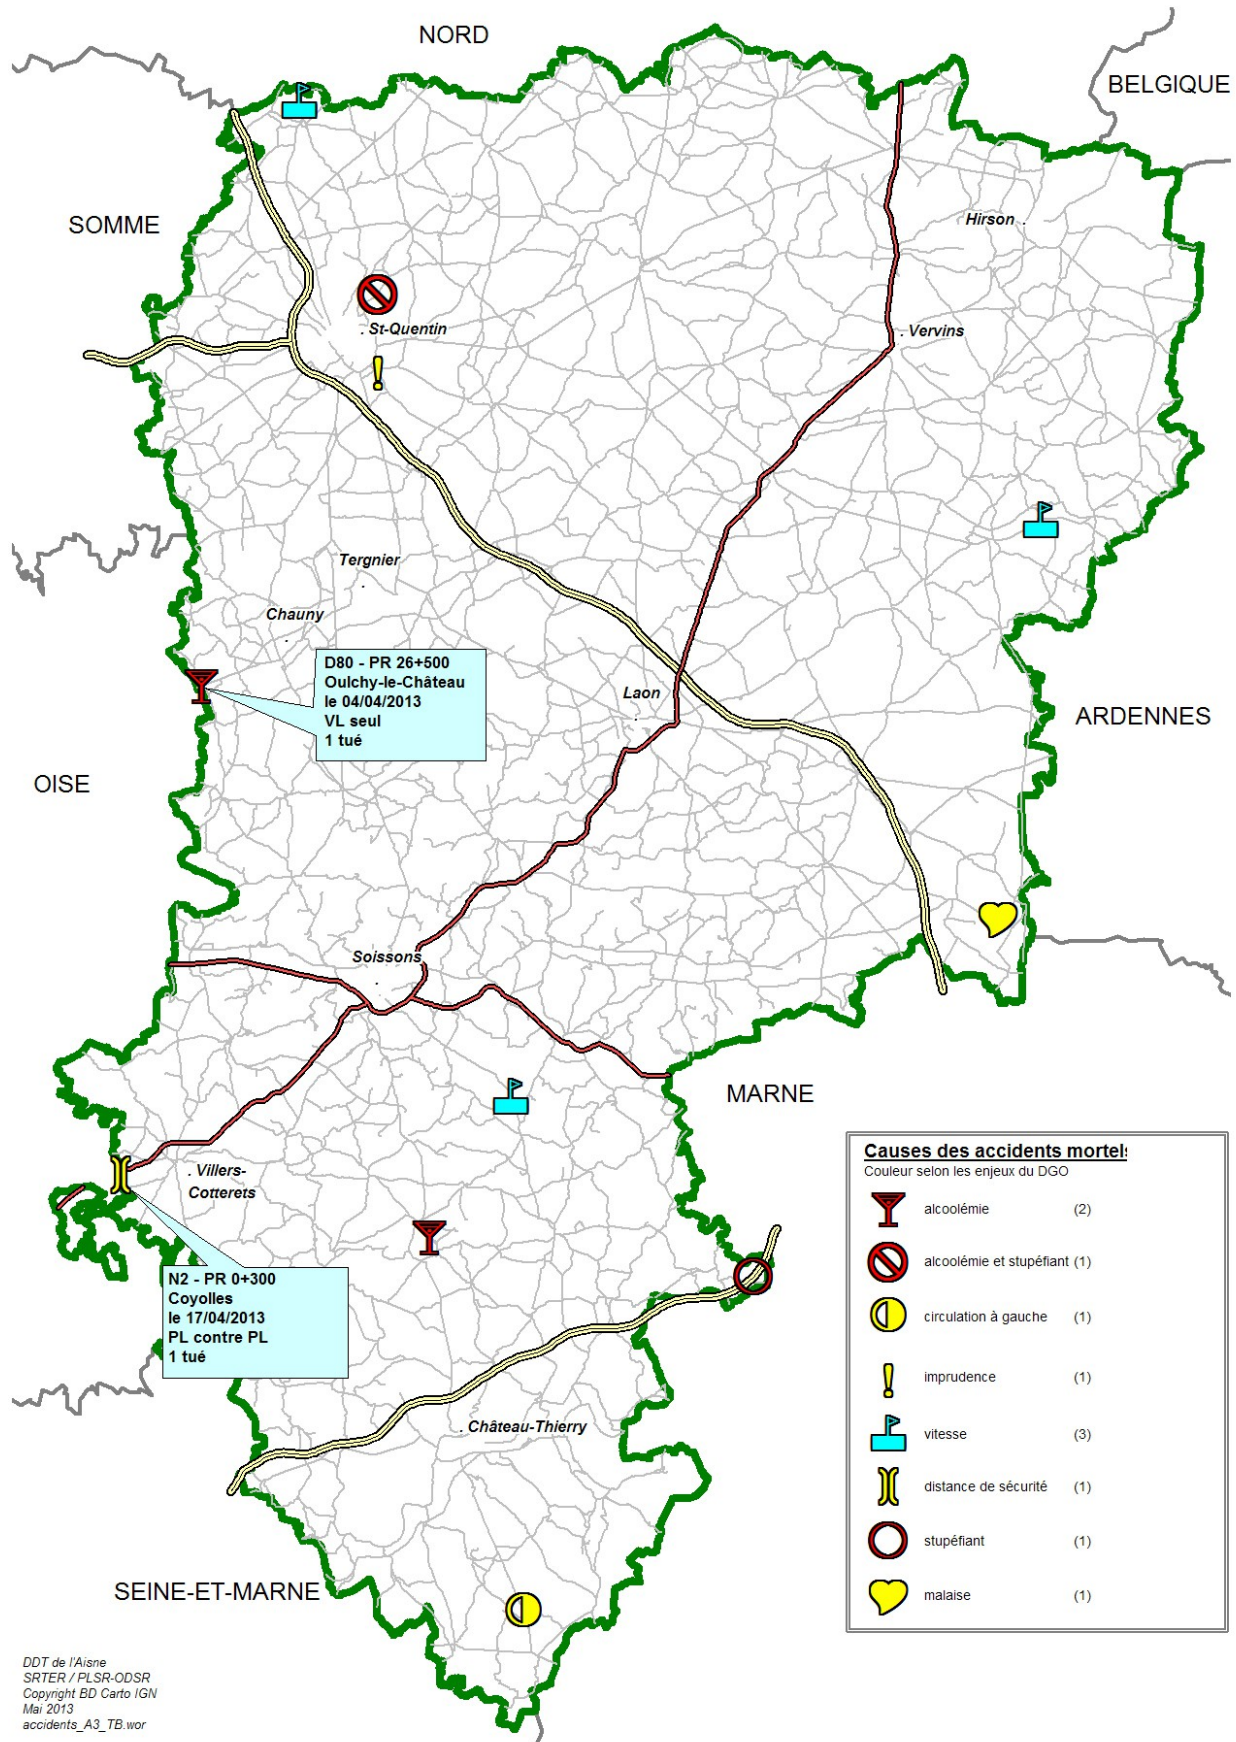 NORD
BELGIQUE
SOMME
Hirson
St-Quentin
Vervins
Tergnier
Chauny
D80 - PR 26+500
Oulchy-le-Château
le 04/04/2013
VL seul
1 tué
Laon
ARDENNES
OISE
Soissons
MARNE
Villers-
Cotterets
N2 - PR 0+300
Coyolles
le 17/04/2013
PL contre PL
1 tué
Château-Thierry
SEINE-ET-MARNE
Causes des accidents mortels
Couleur selon les enjeux du DGO
alcoolémie (2)
alcoolémie et stupéfiant (1)
circulation à gauche (1)
imprudence (1)
vitesse (3)
distance de sécurité (1)
stupéfiant (1)
malaise (1)
DDT de l'Aisne
SRTER / PLSR-ODSR
Copyright BD Carto IGN
Mai 2013
accidents_A3_TB.wor